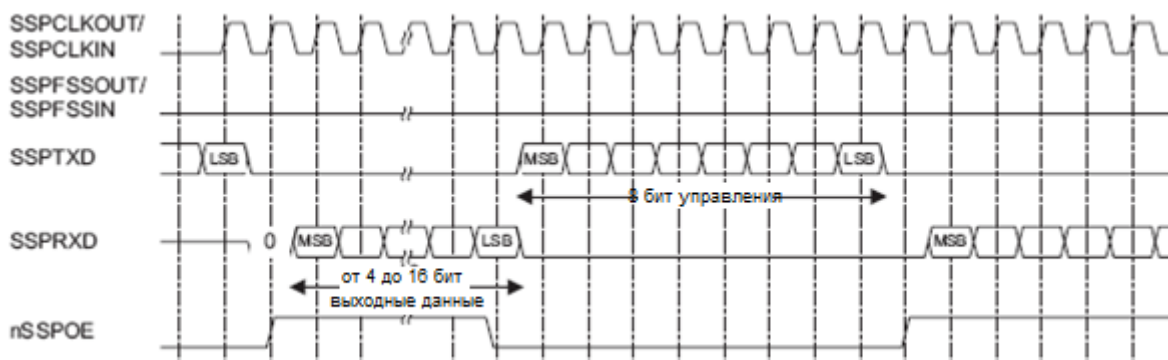 SSPCLKOUT/
SSPCLKIN
SSPFSSOUT/
SSPFSSIN
SSPTXD
LSB
MSB
LSB
8 бит управления
SSPRXD
0
MSB
LSB
MSB
от 4 до 16 бит
выходные данные
nSSPOE